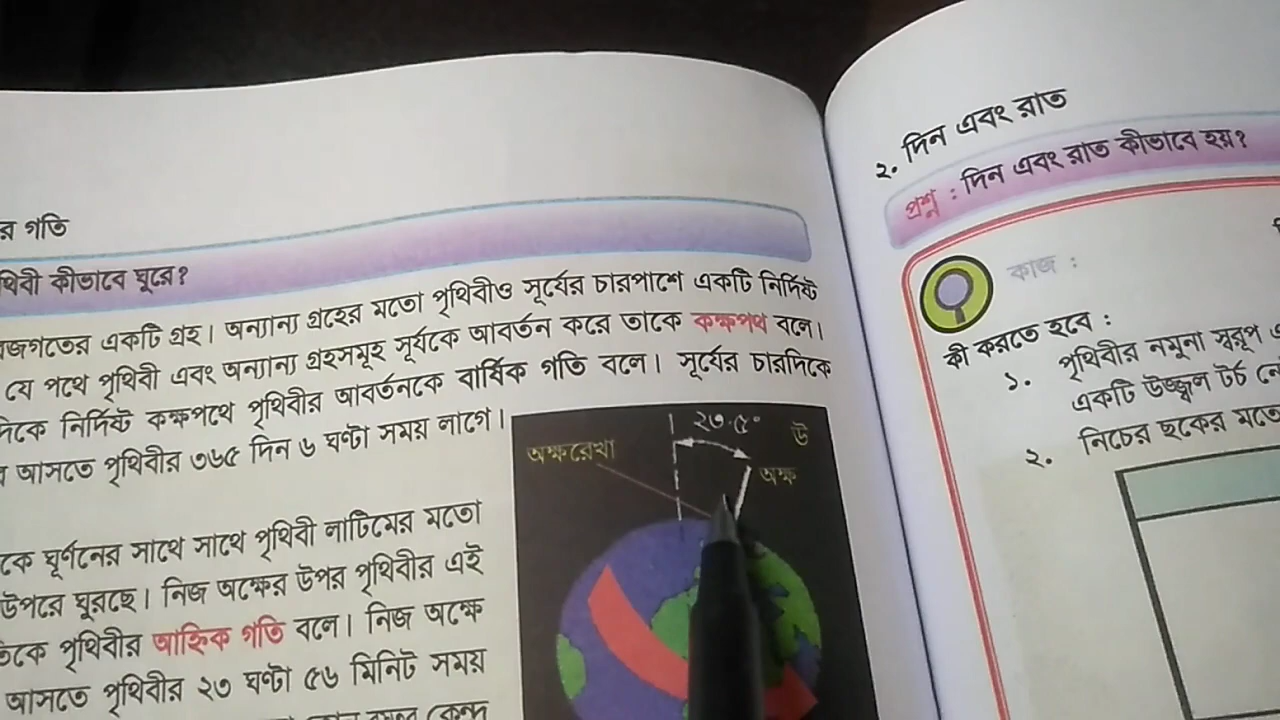 র গতি
থিবী কীভাবে ঘুরে?
জগতের একটি গ্রহ। অন্যান্য গ্রহের মতো পৃথিবীও সূর্যের চারপাশে একটি নির্দিষ্ট
যে পথে পৃথিবী এবং অন্যান্য গ্রহসমূহ সূর্যকে আবর্তন করে তাকে কক্ষপথ বলে।
দিকে নির্দিষ্ট কক্ষপথে পৃথিবীর আবর্তনকে বার্ষিক গতি বলে। সূর্যের চারদিকে
আসতে পৃথিবীর ৩৬৫ দিন ৬ ঘণ্টা সময় লাগে।
২৩.৫°
উ
অক্ষরেখা
অক্ষ
কে ঘূর্ণনের সাথে সাথে পৃথিবী লাটিমের মতো
উপরে ঘুরছে। নিজ অক্ষের উপর পৃথিবীর এই
তিকে পৃথিবীর আহ্নিক গতি বলে। নিজ অক্ষে
আসতে পৃথিবীর ২৩ ঘণ্টা ৫৬ মিনিট সময়
২. দিন এবং রাত
প্রশ্ন : দিন এবং রাত কীভাবে হয়?
কাজ :
কী করতে হবে :
১. পৃথিবীর নমুনা স্বরূপ
একটি উজ্জ্বল টর্চ
২. নিচের ছকের মতো